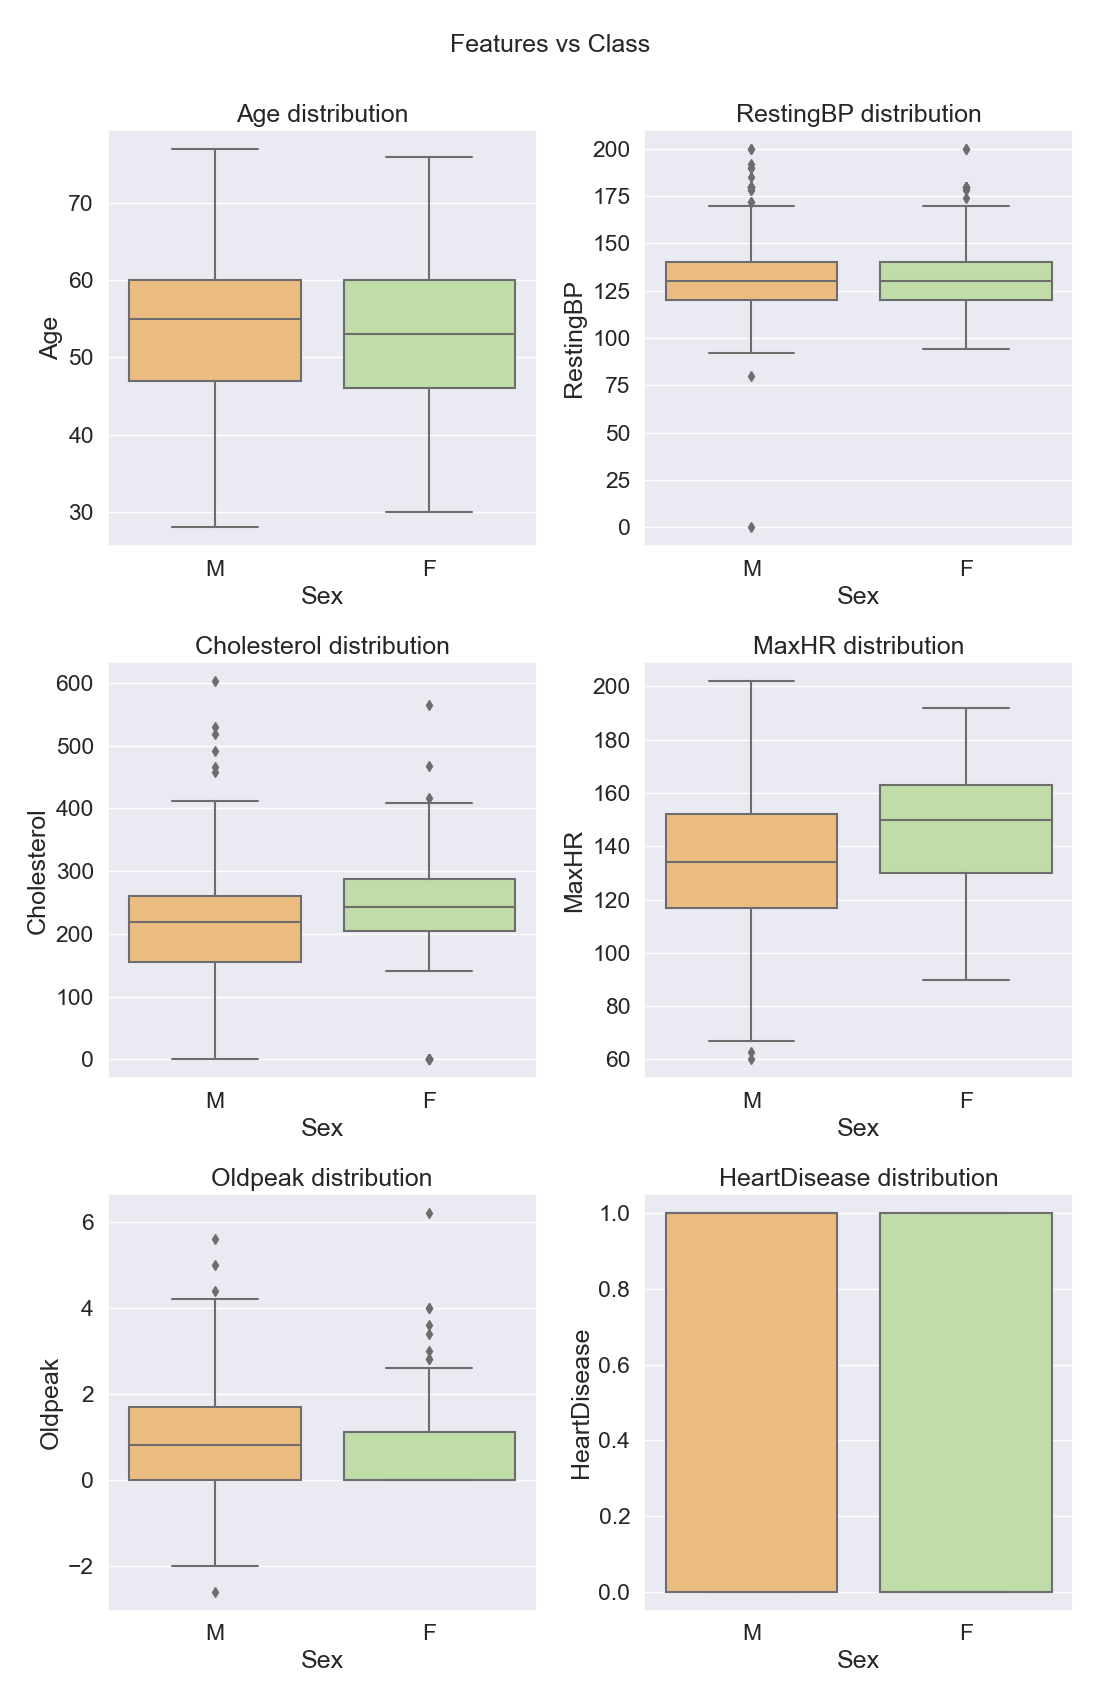 Features vs Class
Age distribution
Age
70
60
50
40
30
M
F
Sex
RestingBP distribution
RestingBP
200
175
150
125
100
75
50
25
0
M
F
Sex
Cholesterol distribution
Cholesterol
600
500
400
300
200
100
0
M
F
Sex
MaxHR distribution
MaxHR
200
180
160
140
120
100
80
60
M
F
Sex
Oldpeak distribution
Oldpeak
6
4
2
0
−2
M
F
Sex
HeartDisease distribution
HeartDisease
1.0
0.8
0.6
0.4
0.2
0.0
M
F
Sex